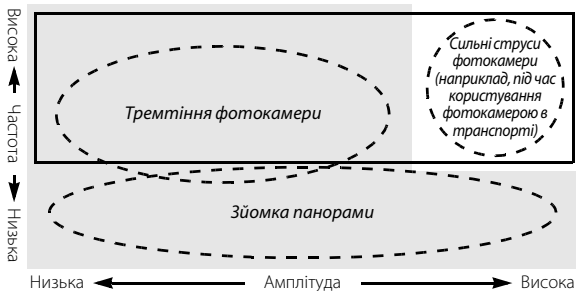 Висока
Частота
Низька
Тремтіння фотокамери
Сильні струси
фотокамери
(наприклад, під час
користування
фотокамерою в
транспорті)
Зйомка панорами
Низька
Амплітуда
Висока